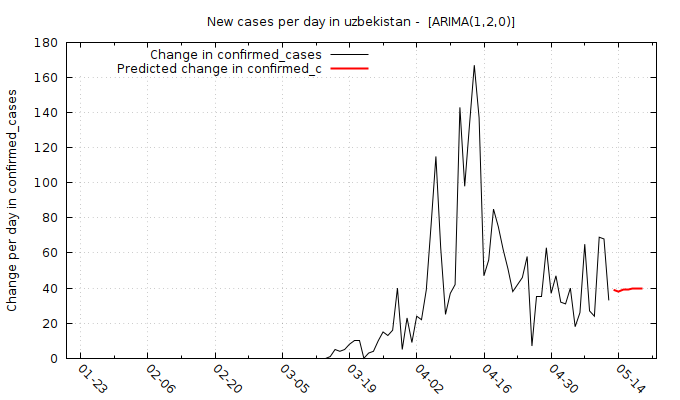 New cases per day in uzbekistan - [ARIMA(1,2,0)]
Change in confirmed_cases
Predicted change in confirmed_c
Change per day in confirmed_cases
180
160
140
120
100
80
60
40
20
0
01-23 02-06 02-20 03-05 03-19 04-02 04-16 04-30 05-14